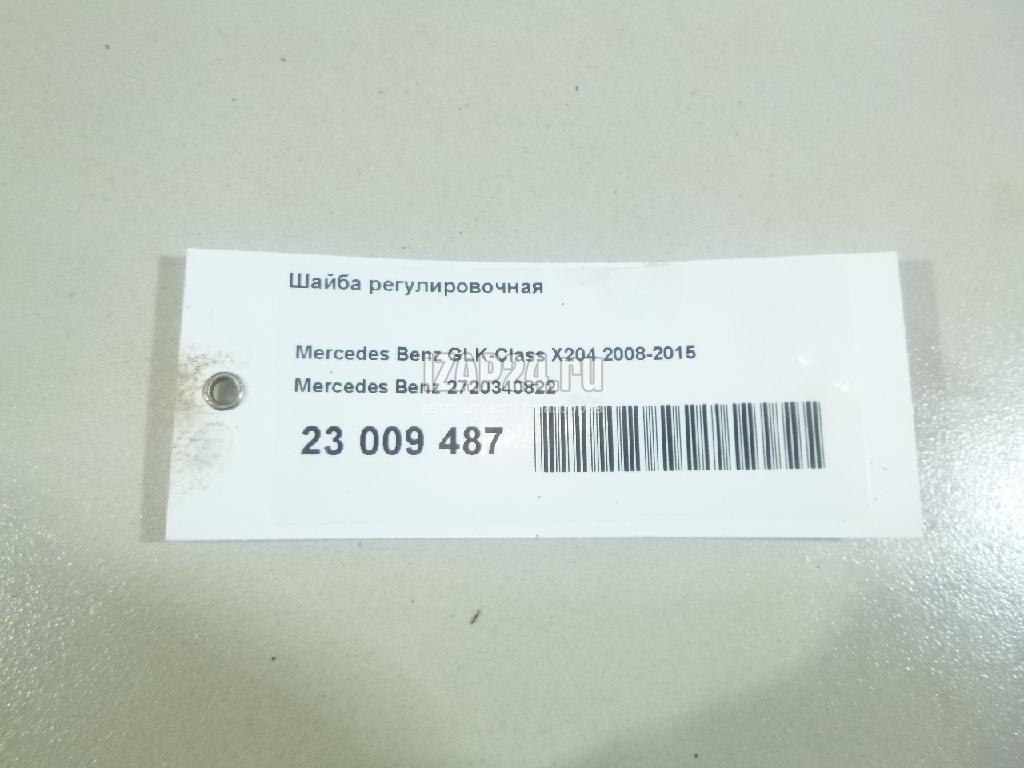 Шайба регулировочная
Mercedes Benz GLK-Class X204 2008-2015
IZAP24.ru
Mercedes Benz 2720340822
23 009 487